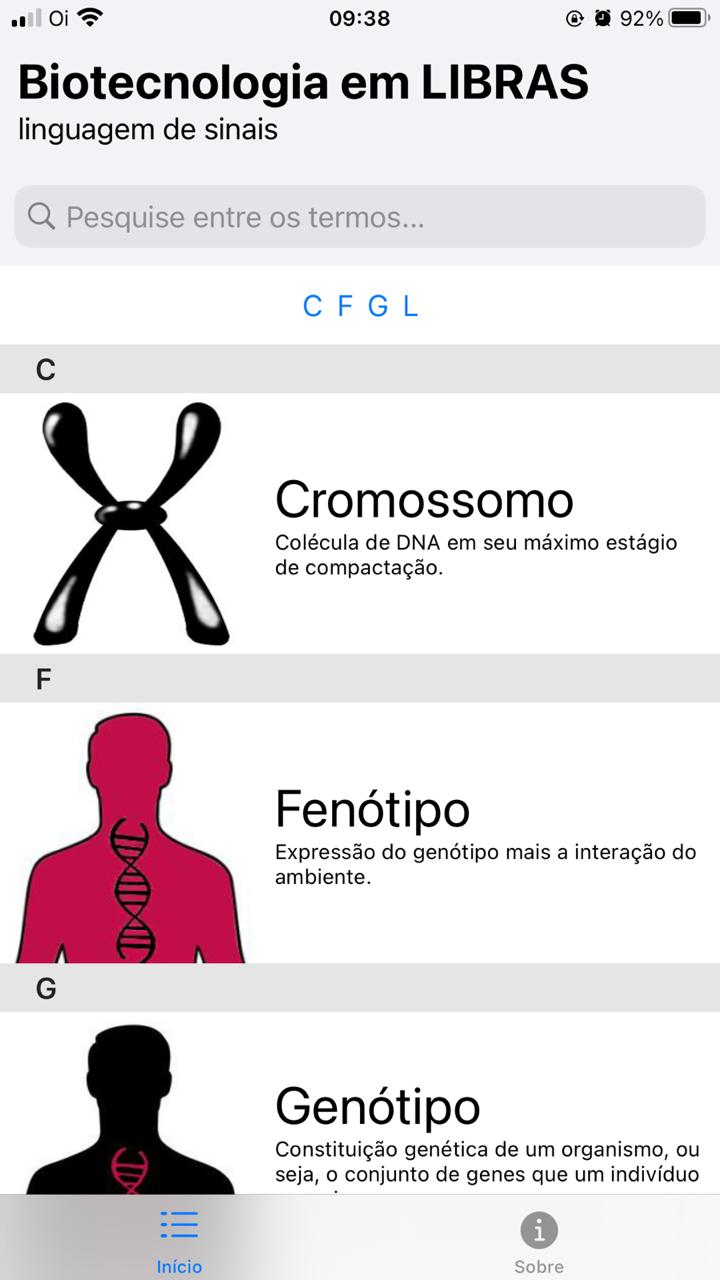 Oi 09:38 92%
Biotecnologia em LIBRAS
linguagem de sinais
Pesquise entre os termos...
C F G L
C
Cromossomo
Colécula de DNA em seu máximo estágio
de compactação.
F
Fenótipo
Expressão do genótipo mais a interação do
ambiente.
G
Genótipo
Constituição genética de um organismo, ou
seja, o conjunto de genes que um indivíduo
Início
Sobre